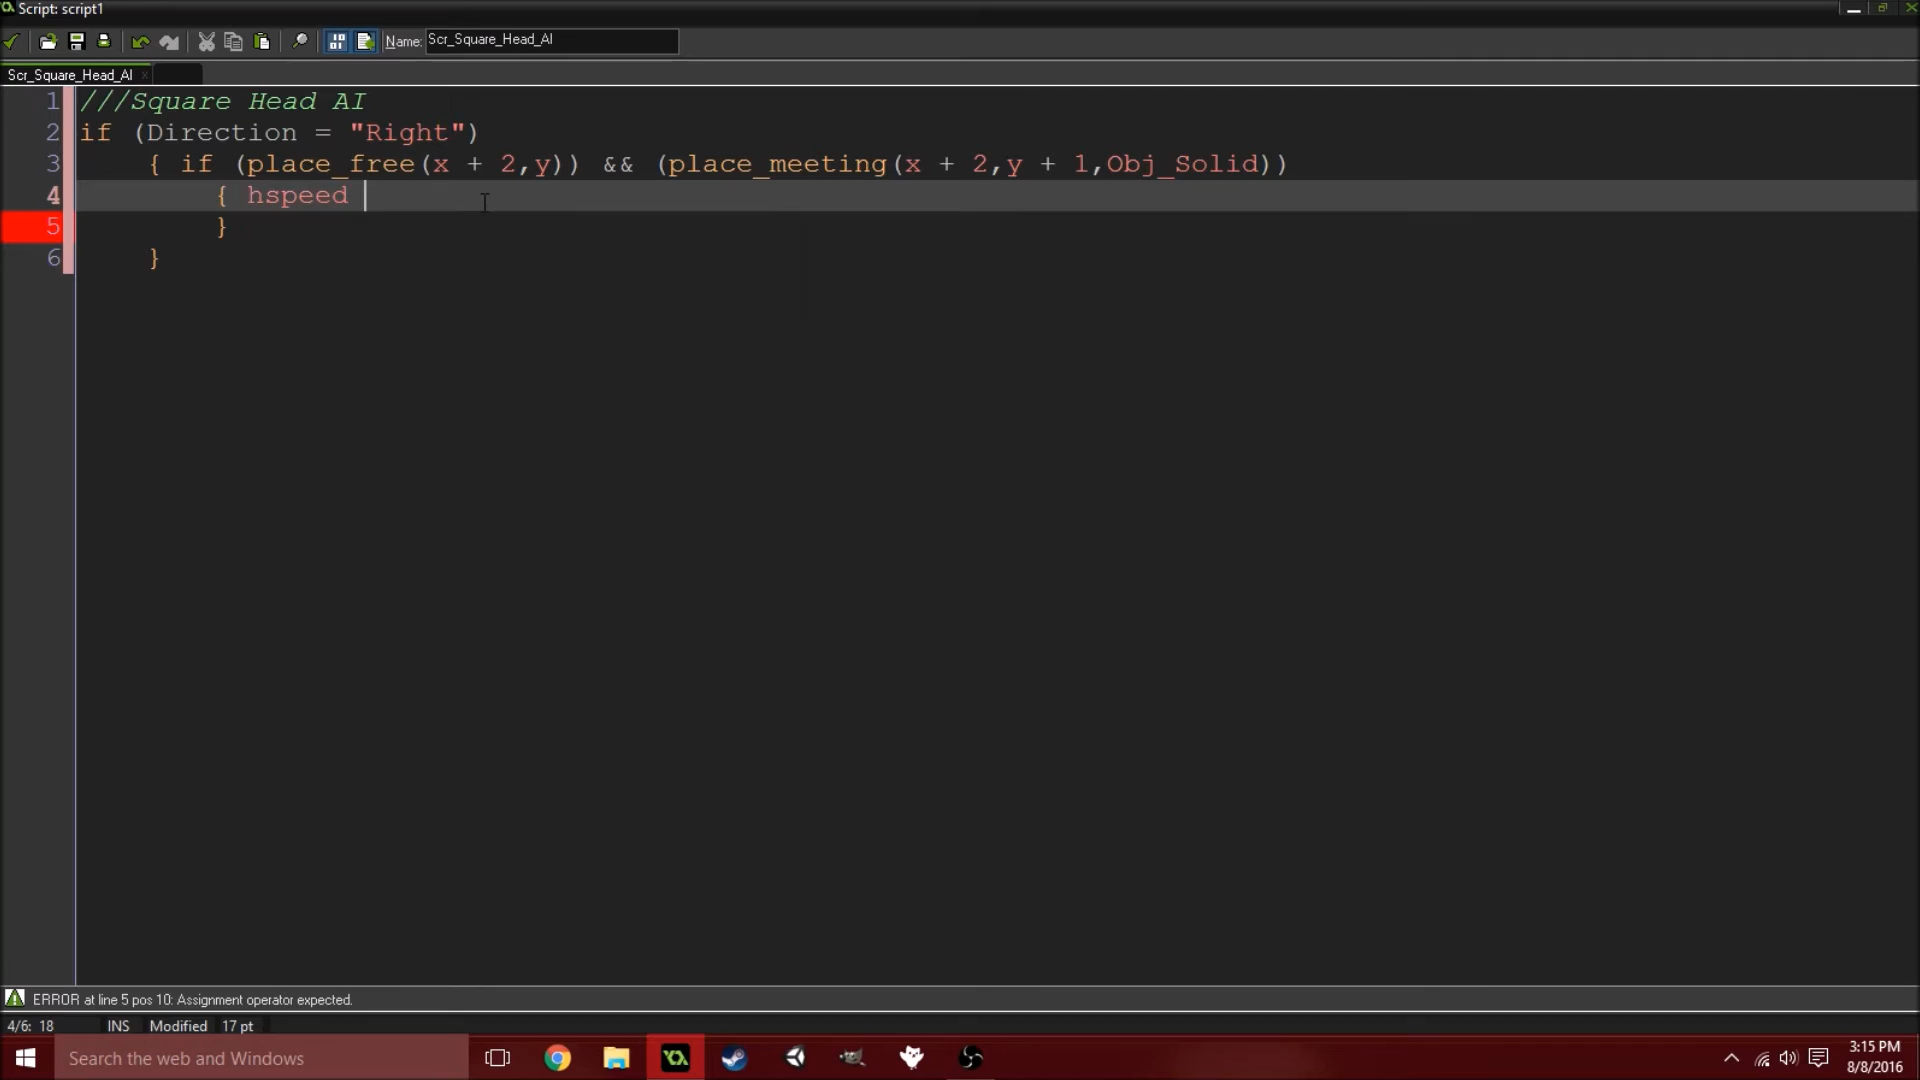 Script: script1
Name: Scr_Square_Head_AI
Scr_Square_Head_AI
1 ///Square Head AI
2 if (Direction = "Right")
3 { if (place_free(x + 2,y)) && (place_meeting(x + 2,y + 1,Obj_Solid))
4 { hspeed
5 }
6 }
ERROR at line 5 pos 10: Assignment operator expected.
4/6: 18 INS Modified 17 pt
Search the web and Windows
3:15 PM
8/8/2016